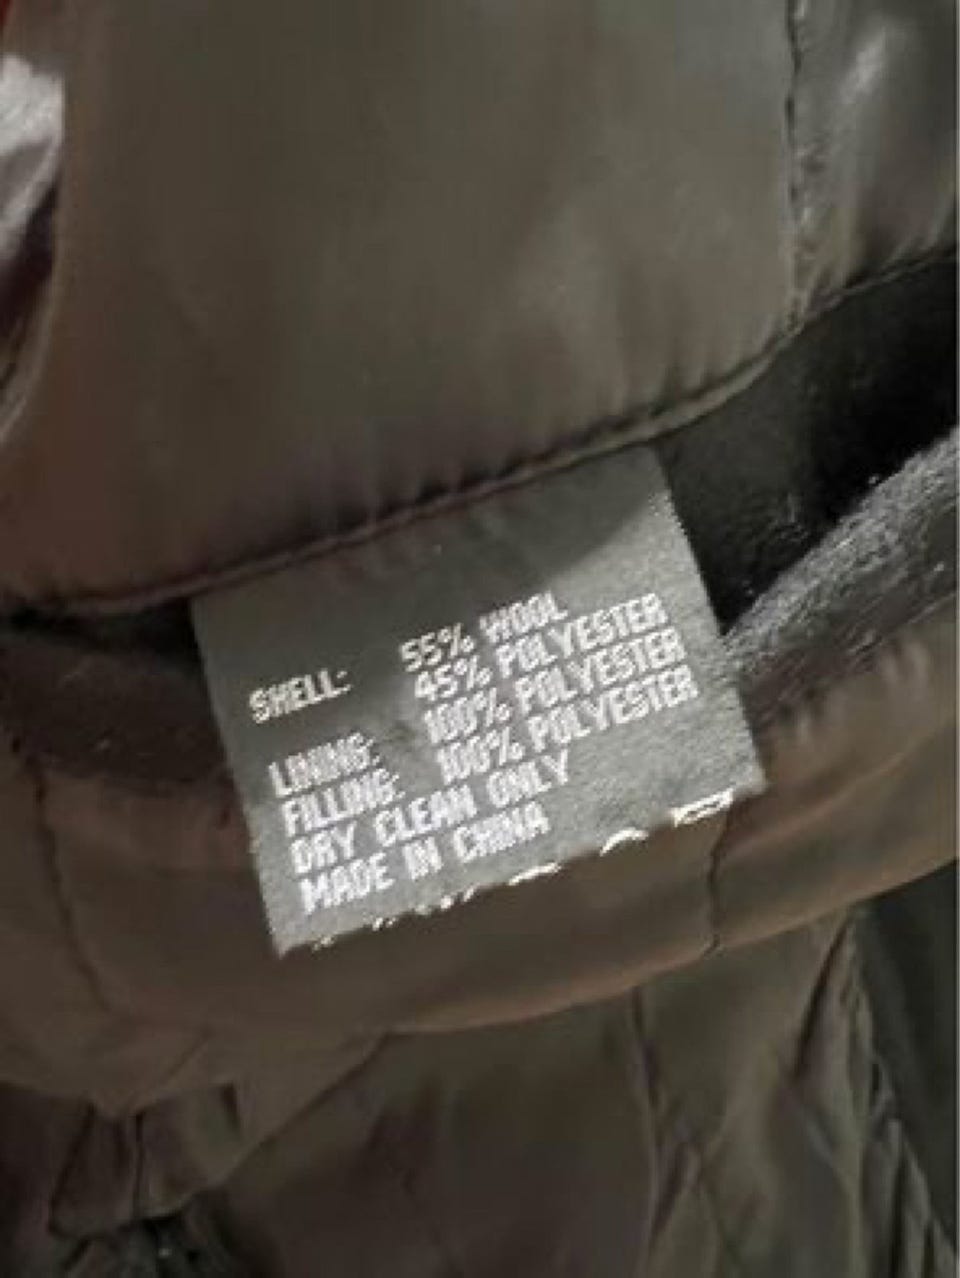 SHELL: 55% WOOL
45% POLYESTER
LINING: 100% POLYESTER
FILLING: 100% POLYESTER
DRY CLEAN ONLY
MADE IN CHINA